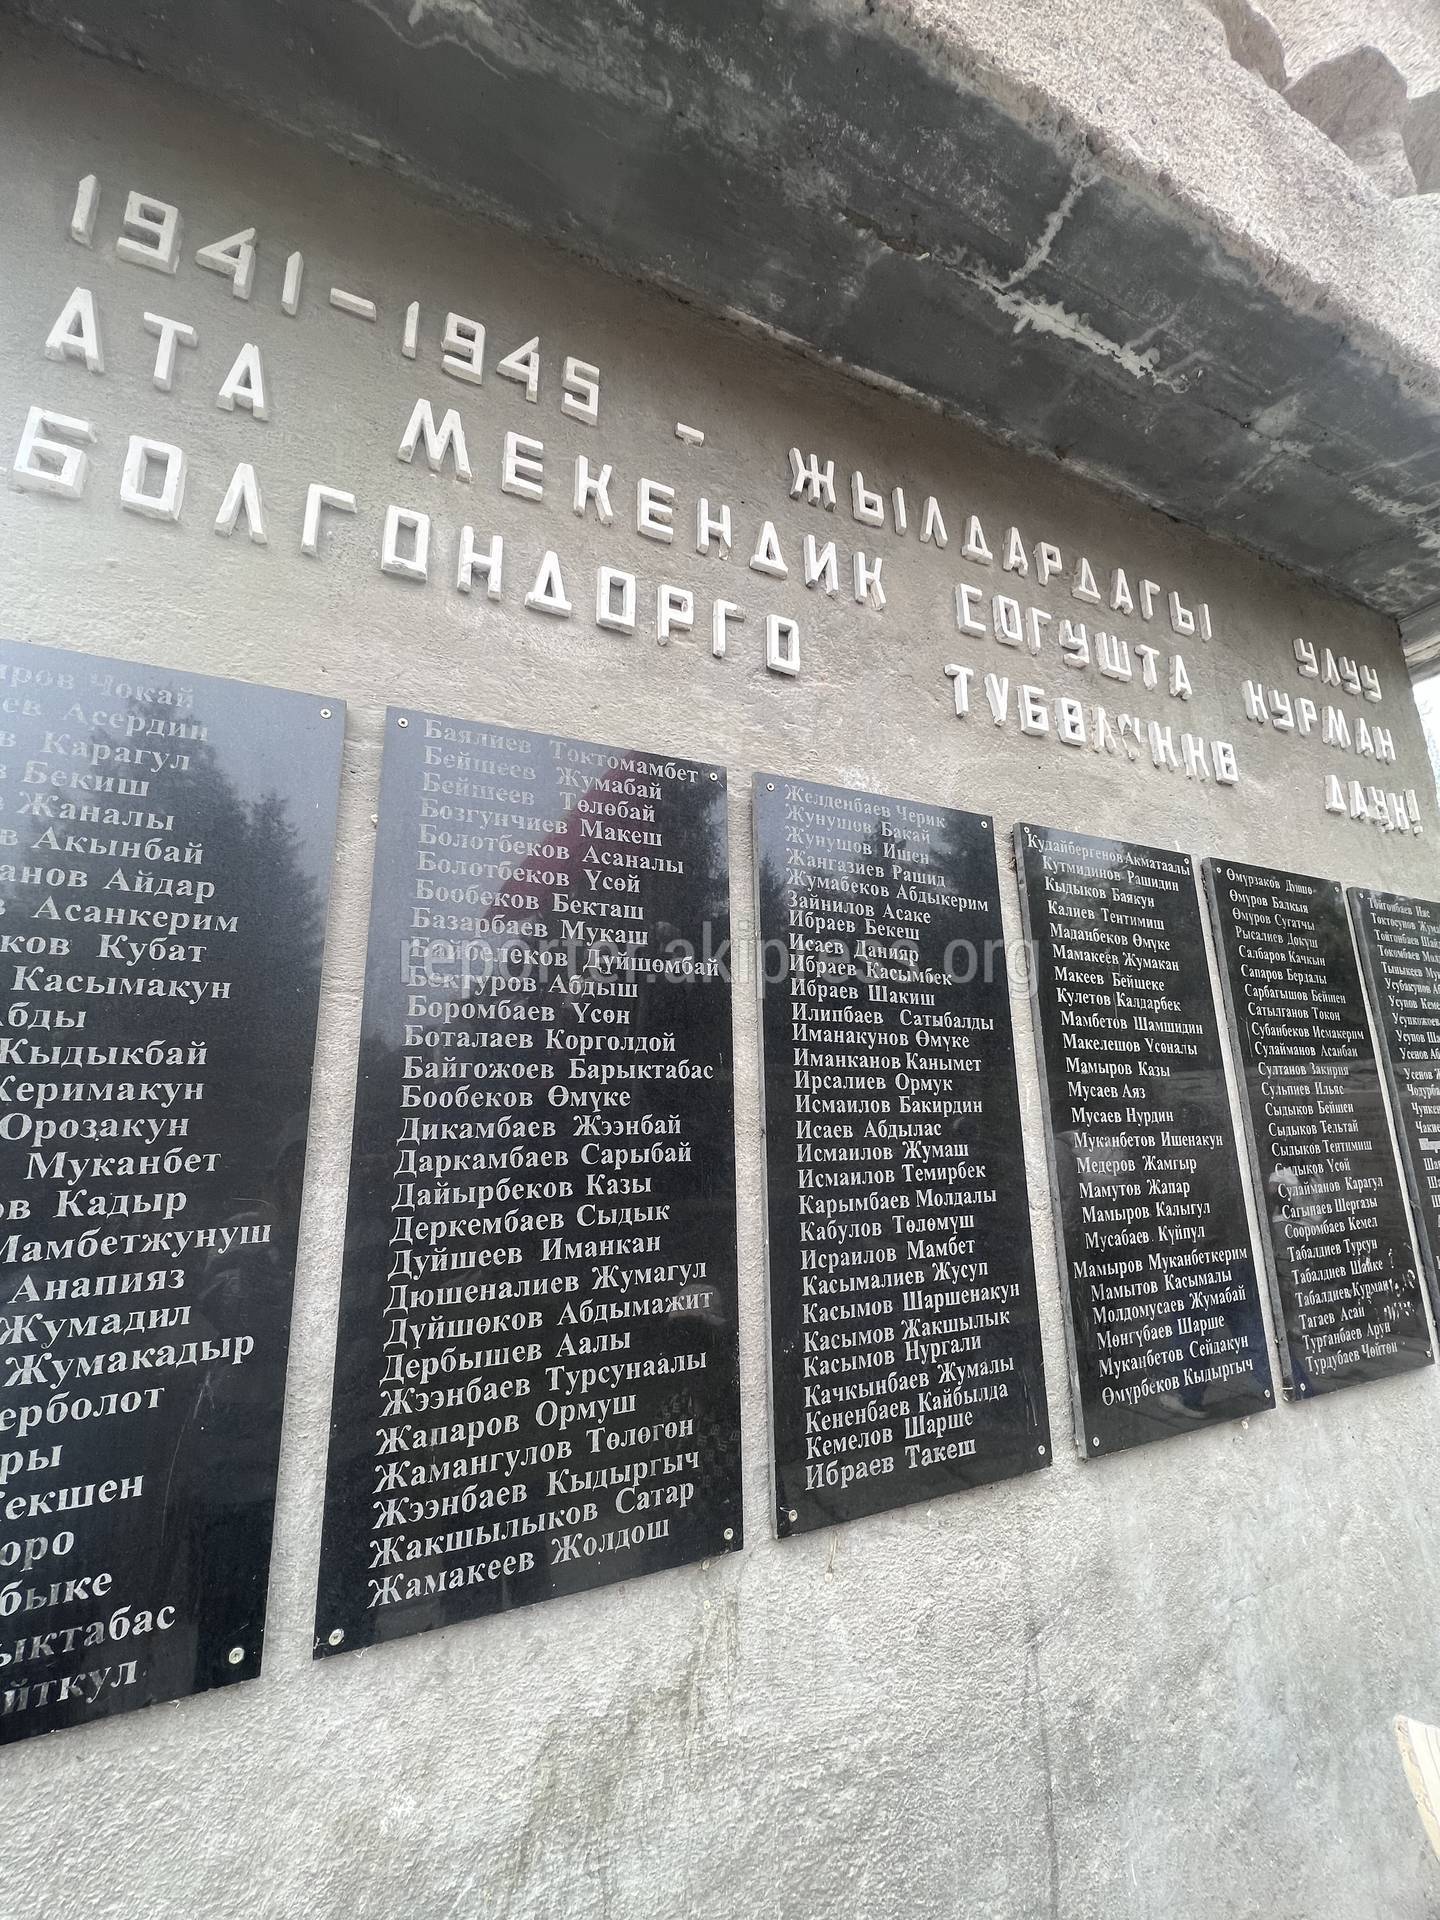 1941-1945 - ЖЫЛДАРДАГЫ УЛУУ
АТА МЕКЕНДИК СОГУШТА КУРМАН
БОЛГОНДОРГО ТҮБӨЛҮККӨ ДАҢК!
Чокай
Асердин
Карагул
Бекиш
Жаналы
Акынбай
Айдар
Асанкерим
Кубат
Касымакун
Абды
Кыдыкбай
Керимакун
Орозакун
Муканбет
Кадыр
Мамбетжунуш
Анапияз
Жумадил
Жумакадыр
Баялиев Токтомамбет
Бейшеев Жумабай
Бейшеев Төлөбай
Бозгунчиев Макеш
Болотбеков Асаналы
Болотбеков Үсөй
Бообеков Бекташ
Базарбаев Мукаш
Байбелеков Дүйшөмбай
Бектуров Абдыш
Боромбаев Үсөн
Боталаев Корголдой
Байгожоев Барыктабас
Бообеков Өмүке
Дикамбаев Жээнбай
Даркамбаев Сарыбай
Дайырбеков Казы
Деркембаев Сыдык
Дуйшеев Иманкан
Дюшеналиев Жумагул
Дүйшөков Абдымажит
Дербышев Аалы
Жээнбаев Турсунаалы
Жапаров Ормуш
Жамангулов Төлөгөн
Жээнбаев Кыдыргыч
Жакшылыков Сатар
Жамакеев Жолдош
Желденбаев Черик
Жунушов Бакай
Жунушов Ишен
Жангазиев Рашид
Жумабеков Абдыкерим
Зайнилов Асаке
Ибраев Бекеш
Исаев Данияр
Ибраев Касымбек
Ибраев Шакиш
Илипбаев Сатыбалды
Иманакунов Өмүке
Иманканов Канымет
Ирсалиев Ормук
Исмаилов Бакирдин
Исаев Абдылас
Исмаилов Жумаш
Исмаилов Темирбек
Карымбаев Молдалы
Кабулов Төлөмүш
Исраилов Мамбет
Касымалиев Жусуп
Касымов Шаршенакун
Касымов Жакшылык
Касымов Нургали
Качкынбаев Жумалы
Кененбаев Кайбылда
Кемелов Шарше
Ибраев Такеш
Кудайбергенов Акматаалы
Кутмидинов Рашидин
Кыдыков Баякун
Калиев Тентимиш
Маданбеков Өмүке
Мамакеев Жумакан
Макеев Бейшеке
Кулетов Калдарбек
Мамбетов Шамшидин
Макелешов Үсөналы
Мамыров Казы
Мусаев Аяз
Мусаев Нурдин
Муканбетов Ишенакун
Медеров Жамгыр
Мамутов Жапар
Мамыров Калыгул
Мусабаев Күйпул
Мамыров Муканбеткерим
Мамытов Касымалы
Молдомусаев Жумабай
Мөнгүбаев Шарше
Муканбетов Сейдакун
Өмүрбеков Кыдыргыч
Өмүрзаков
Өмүров Балкыя
Өмүров Сугатчы
Рысалиев Докуш
Салбаров Качкын
Сапаров Бердалы
Сарбагышов Бейшен
Сатылганов Токон
Субанбеков Исмакерим
Сулайманов Асанбай
Султанов Закирия
Сульпиев Ильяс
Сыдыков Бейшен
Сыдыков Тельтай
Сыдыков Тентимиш
Сыдыков Үсөй
Сулайманов Карагул
Сагынаев Шергазы
Сооромбаев Кемел
Табалдиев Турсун
Табалдиев Шайке
Табалдиев
Тагаев Асан
Турганбаев Арун
Турдубаев Чөйтөн
reporter.akipress.org